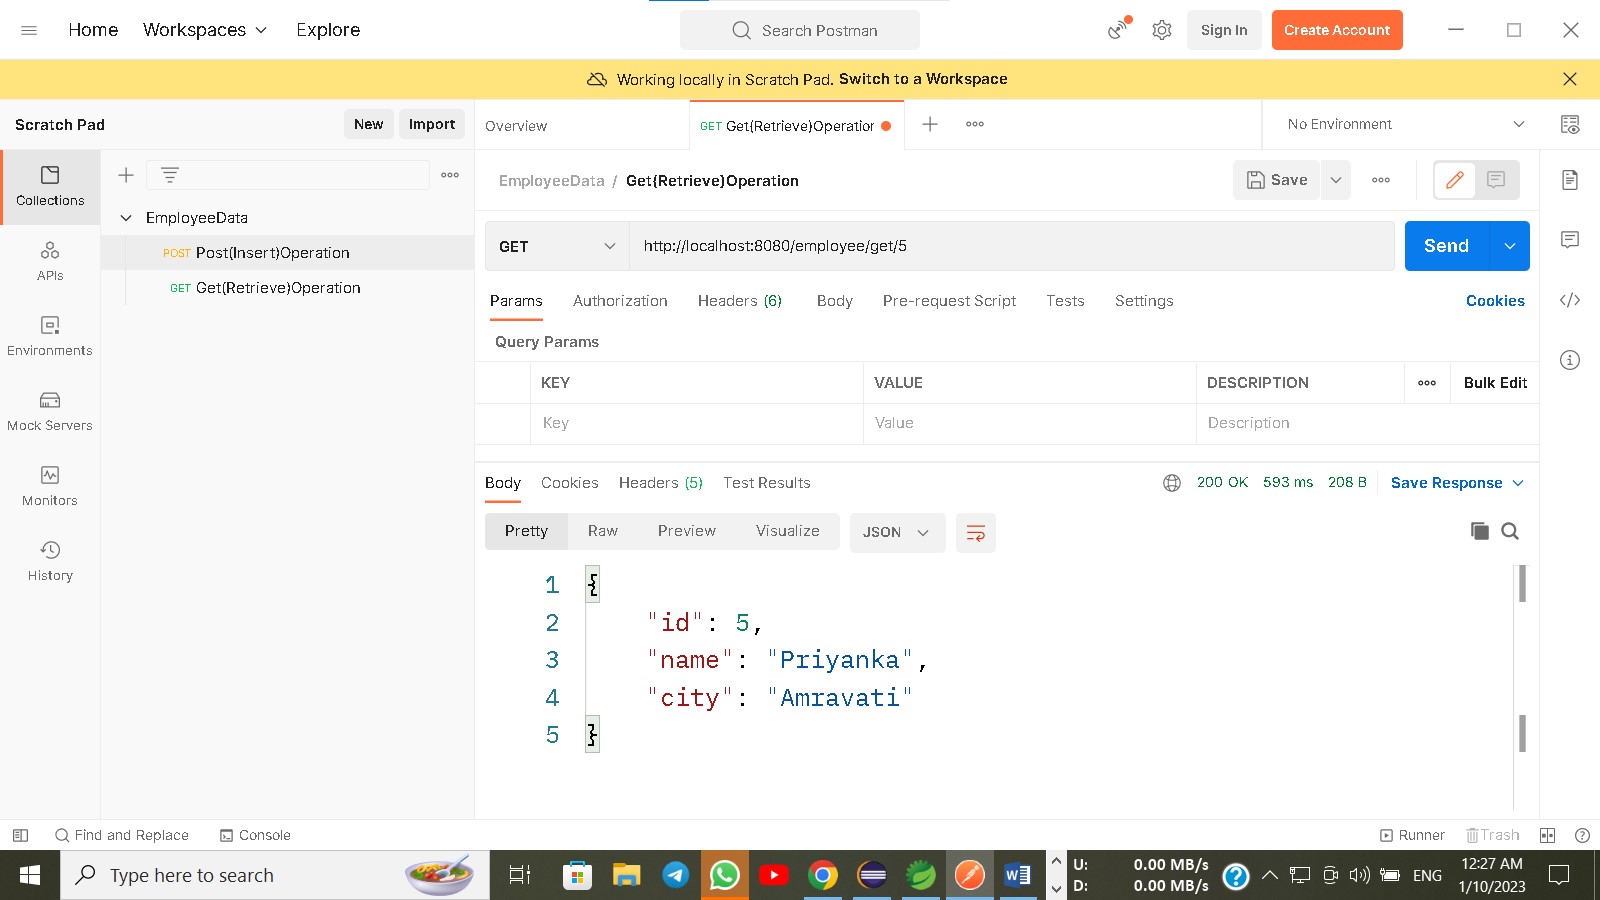 Home Workspaces Explore Search Postman Sign In Create Account
Working locally in Scratch Pad. Switch to a Workspace
Scratch Pad New Import Overview GET Get(Retrieve)Operation No Environment
EmployeeData / Get(Retrieve)Operation Save
Collections
EmployeeData
POST Post(Insert)Operation
GET Get(Retrieve)Operation
APIs
Environments
Mock Servers
Monitors
History
GET http://localhost:8080/employee/get/5 Send
Params Authorization Headers (6) Body Pre-request Script Tests Settings Cookies
Query Params
KEY VALUE DESCRIPTION Bulk Edit
Key Value Description
Body Cookies Headers (5) Test Results 200 OK 593 ms 208 B Save Response
Pretty Raw Preview Visualize JSON
1 {
2 "id": 5,
3 "name": "Priyanka",
4 "city": "Amravati"
5 }
Find and Replace Console Runner Trash
Type here to search U: 0.00 MB/s ENG 12:27 AM
D: 0.00 MB/s 1/10/2023